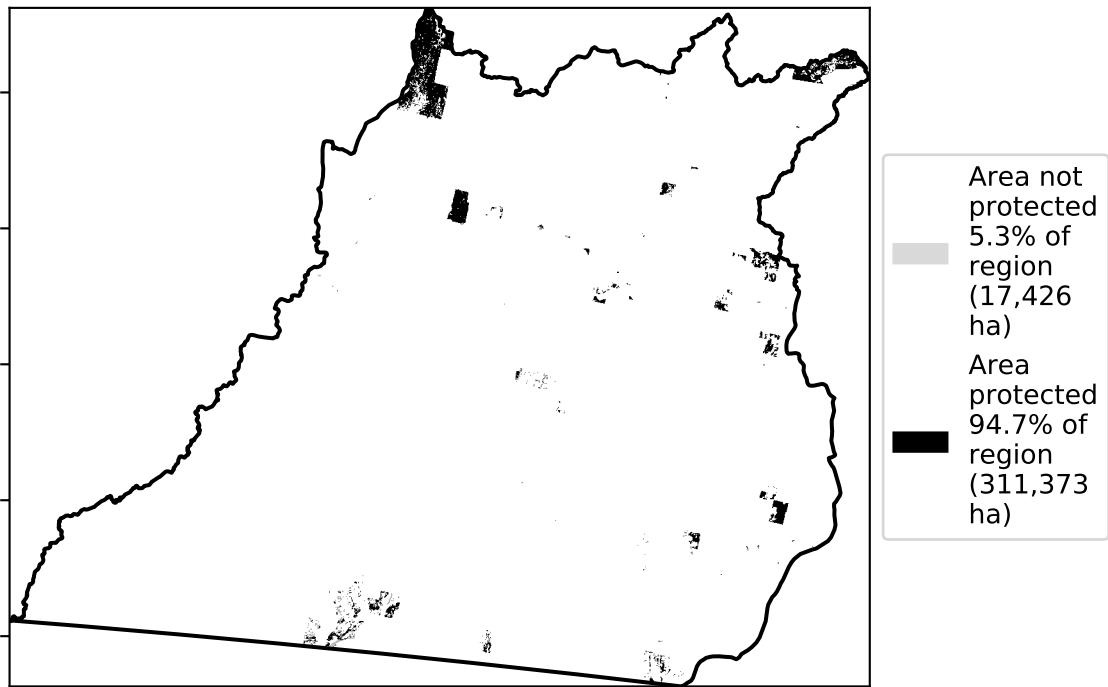 Area not
protected
5.3% of
region
(17,426
ha)
Area
protected
94.7% of
region
(311,373
ha)